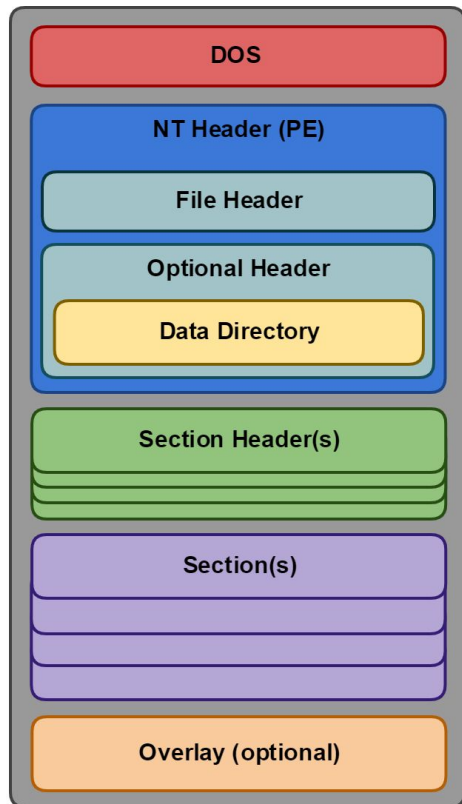 DOS
NT Header (PE)
File Header
Optional Header
Data Directory
Section Header(s)
Section(s)
Overlay (optional)